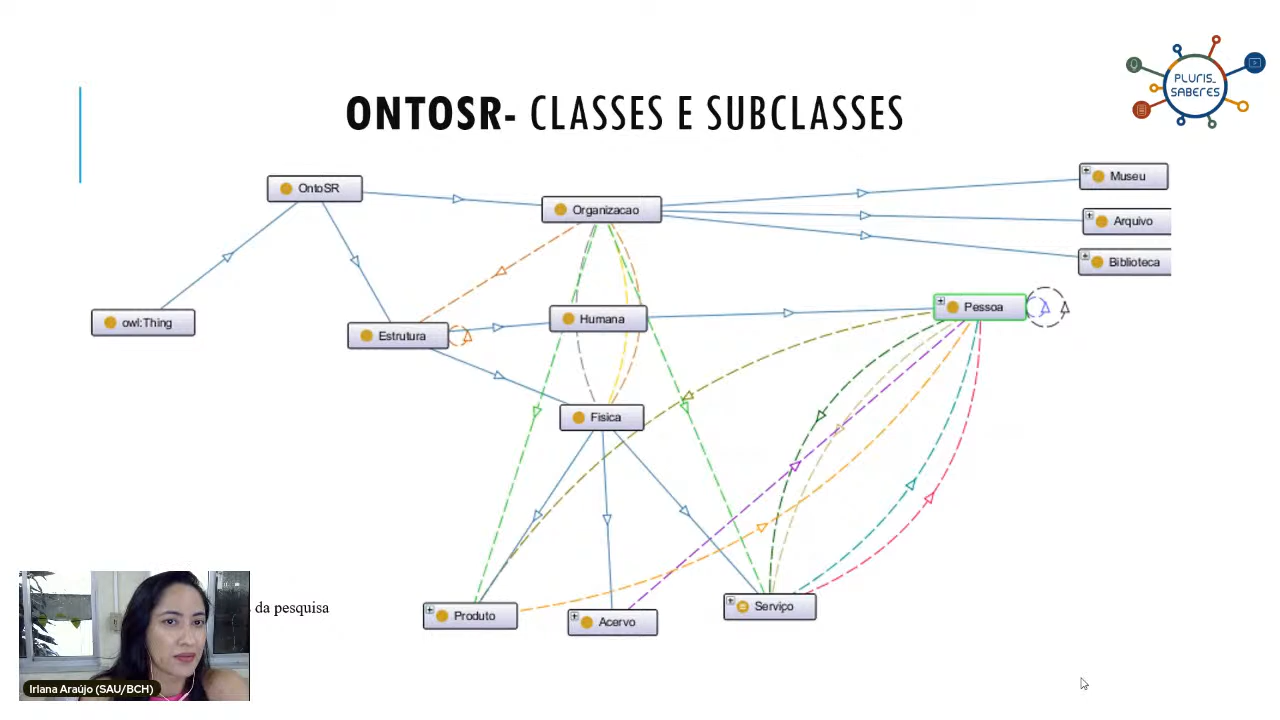 PLURIS_
SABERES
ONTOSR- CLASSES E SUBCLASSES
OntoSR
Organizacao
Museu
Arquivo
Biblioteca
owl:Thing
Estrutura
Humana
Pessoa
Fisica
Produto
Acervo
Serviço
da pesquisa
Irlana Araújo (SAU/BCH)